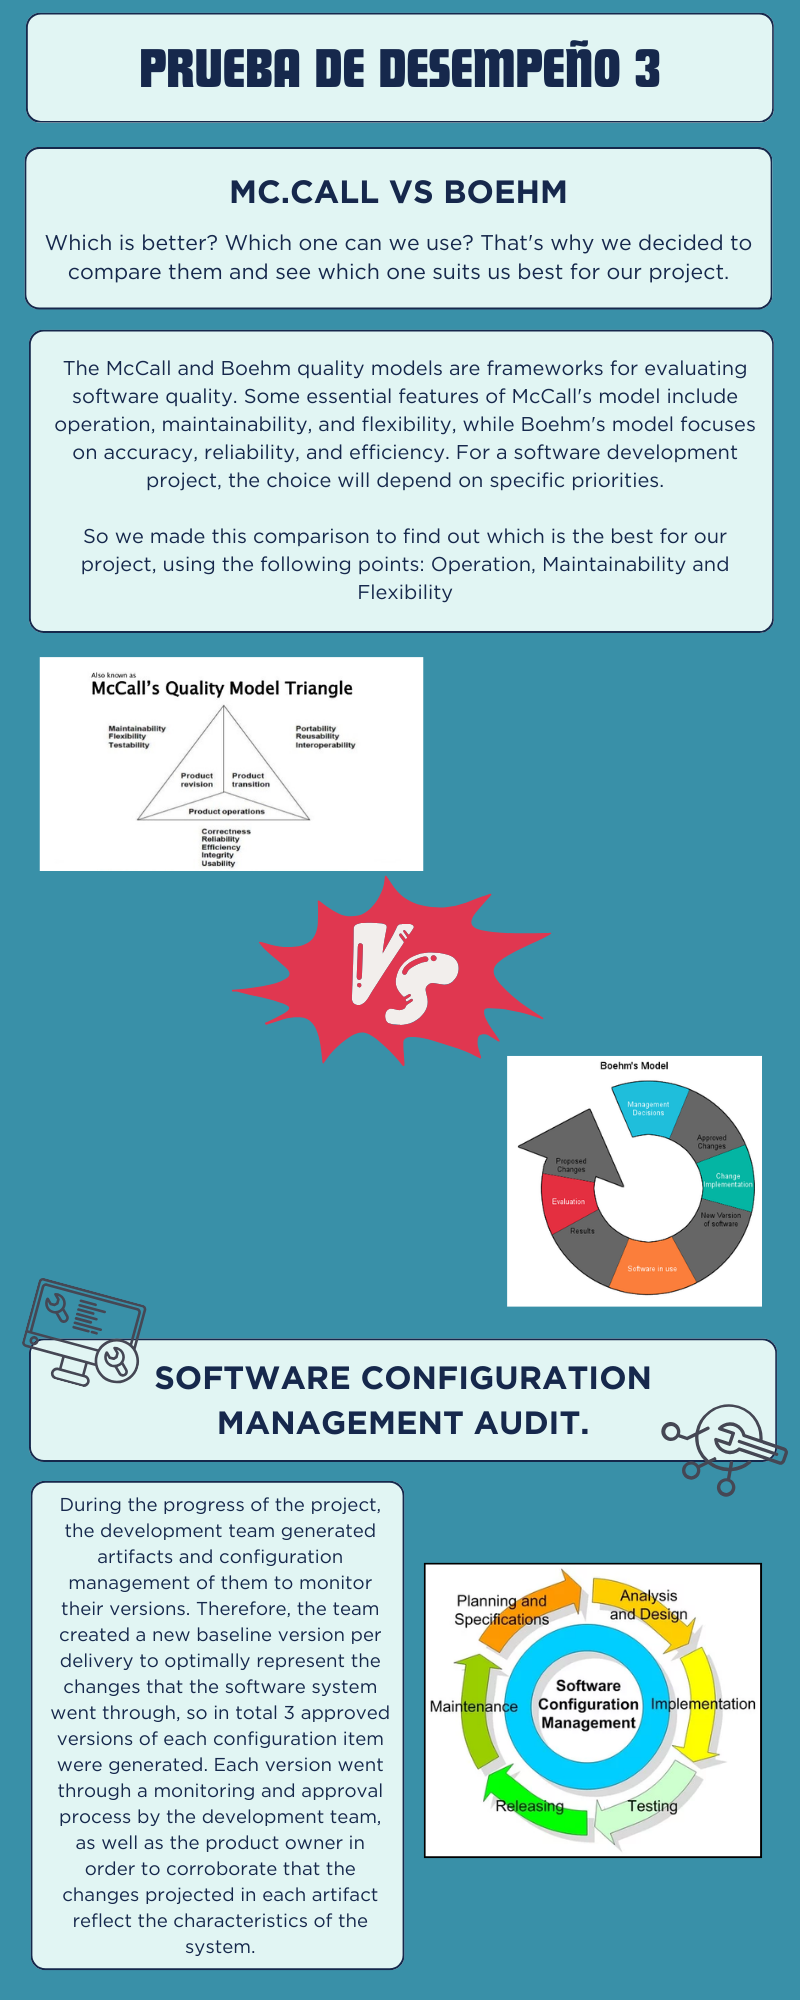 PRUEBA DE DESEMPEÑO 3
MC.CALL VS BOEHM
Which is better? Which one can we use? That's why we decided to
compare them and see which one suits us best for our project.
The McCall and Boehm quality models are frameworks for evaluating
software quality. Some essential features of McCall's model include
operation, maintainability, and flexibility, while Boehm's model focuses
on accuracy, reliability, and efficiency. For a software development
project, the choice will depend on specific priorities.
So we made this comparison to find out which is the best for our
project, using the following points: Operation, Maintainability and
Flexibility
Also known as
McCall's Quality Model Triangle
Maintainability
Flexibility
Testability
Portability
Reusability
Interoperability
Product
revision
Product
transition
Product operations
Correctness
Reliability
Efficiency
Integrity
Usability
VS
Boehm's Model
Management
Decisions
Approved
Changes
Change
Implementation
New Version
of software
Software in use
Results
Evaluation
Proposed
Changes
SOFTWARE CONFIGURATION
MANAGEMENT AUDIT.
During the progress of the project,
the development team generated
artifacts and configuration
management of them to monitor
their versions. Therefore, the team
created a new baseline version per
delivery to optimally represent the
changes that the software system
went through, so in total 3 approved
versions of each configuration item
were generated. Each version went
through a monitoring and approval
process by the development team,
as well as the product owner in
order to corroborate that the
changes projected in each artifact
reflect the characteristics of the
system.
Planning and
Specifications
Analysis
and Design
Implementation
Testing
Releasing
Maintenance
Software
Configuration
Management